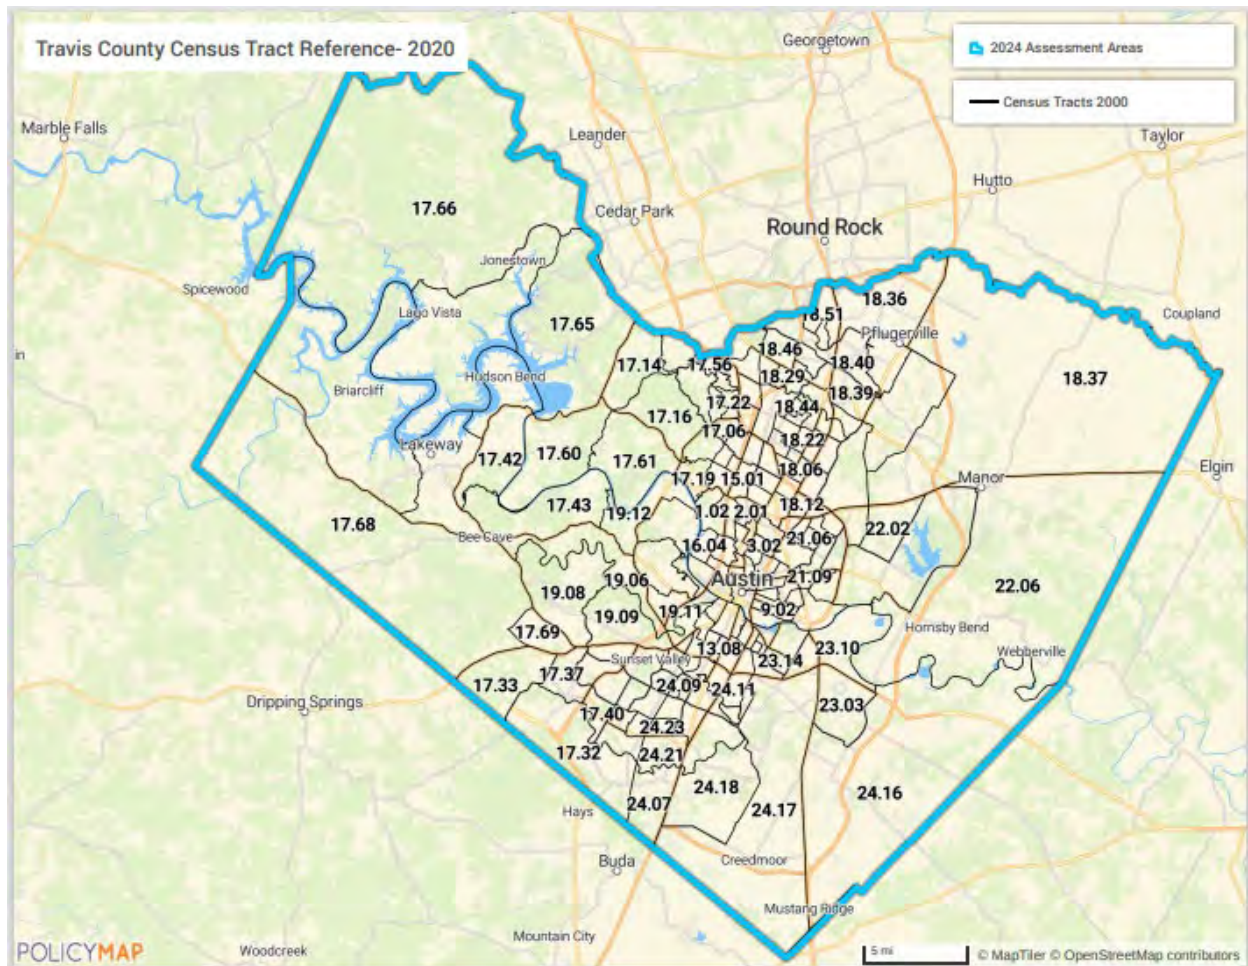 Travis County Census Tract Reference- 2020
2024 Assessment Areas
Census Tracts 2000
Georgetown
Marble Falls
Leander
Taylor
Hutto
Cedar Park
17.66
Round Rock
Jonestown
Spicewood
Lago Vista
17.65
18.36
18.51
Coupland
Pflugerville
17.14
17.56
18.46
18.40
18.37
Hudson Bend
18.29
Briarcliff
18.39
17.22
18.44
17.16
17.06
18.22
Lakeway
17.42
17.60
17.61
18.06
Elgin
17.19
15.01
Manor
17.43
19.12
1.02
2.01
18.12
17.68
22.02
Bee Cave
16.04
3.02
21.06
19.06
Austin
21.09
22.06
19.08
19.11
9.02
19.09
Hornsby Bend
17.69
13.08
23.10
Webberville
Sunset Valley
23.14
17.37
17.33
24.09
24.11
Dripping Springs
23.03
17.40
24.23
17.32
24.21
24.18
24.16
24.07
24.17
Hays
Buda
Creedmoor
Mustang Ridge
Mountain City
Woodcreek
POLICYMAP
5 mi
© MapTiler © OpenStreetMap contributors
in